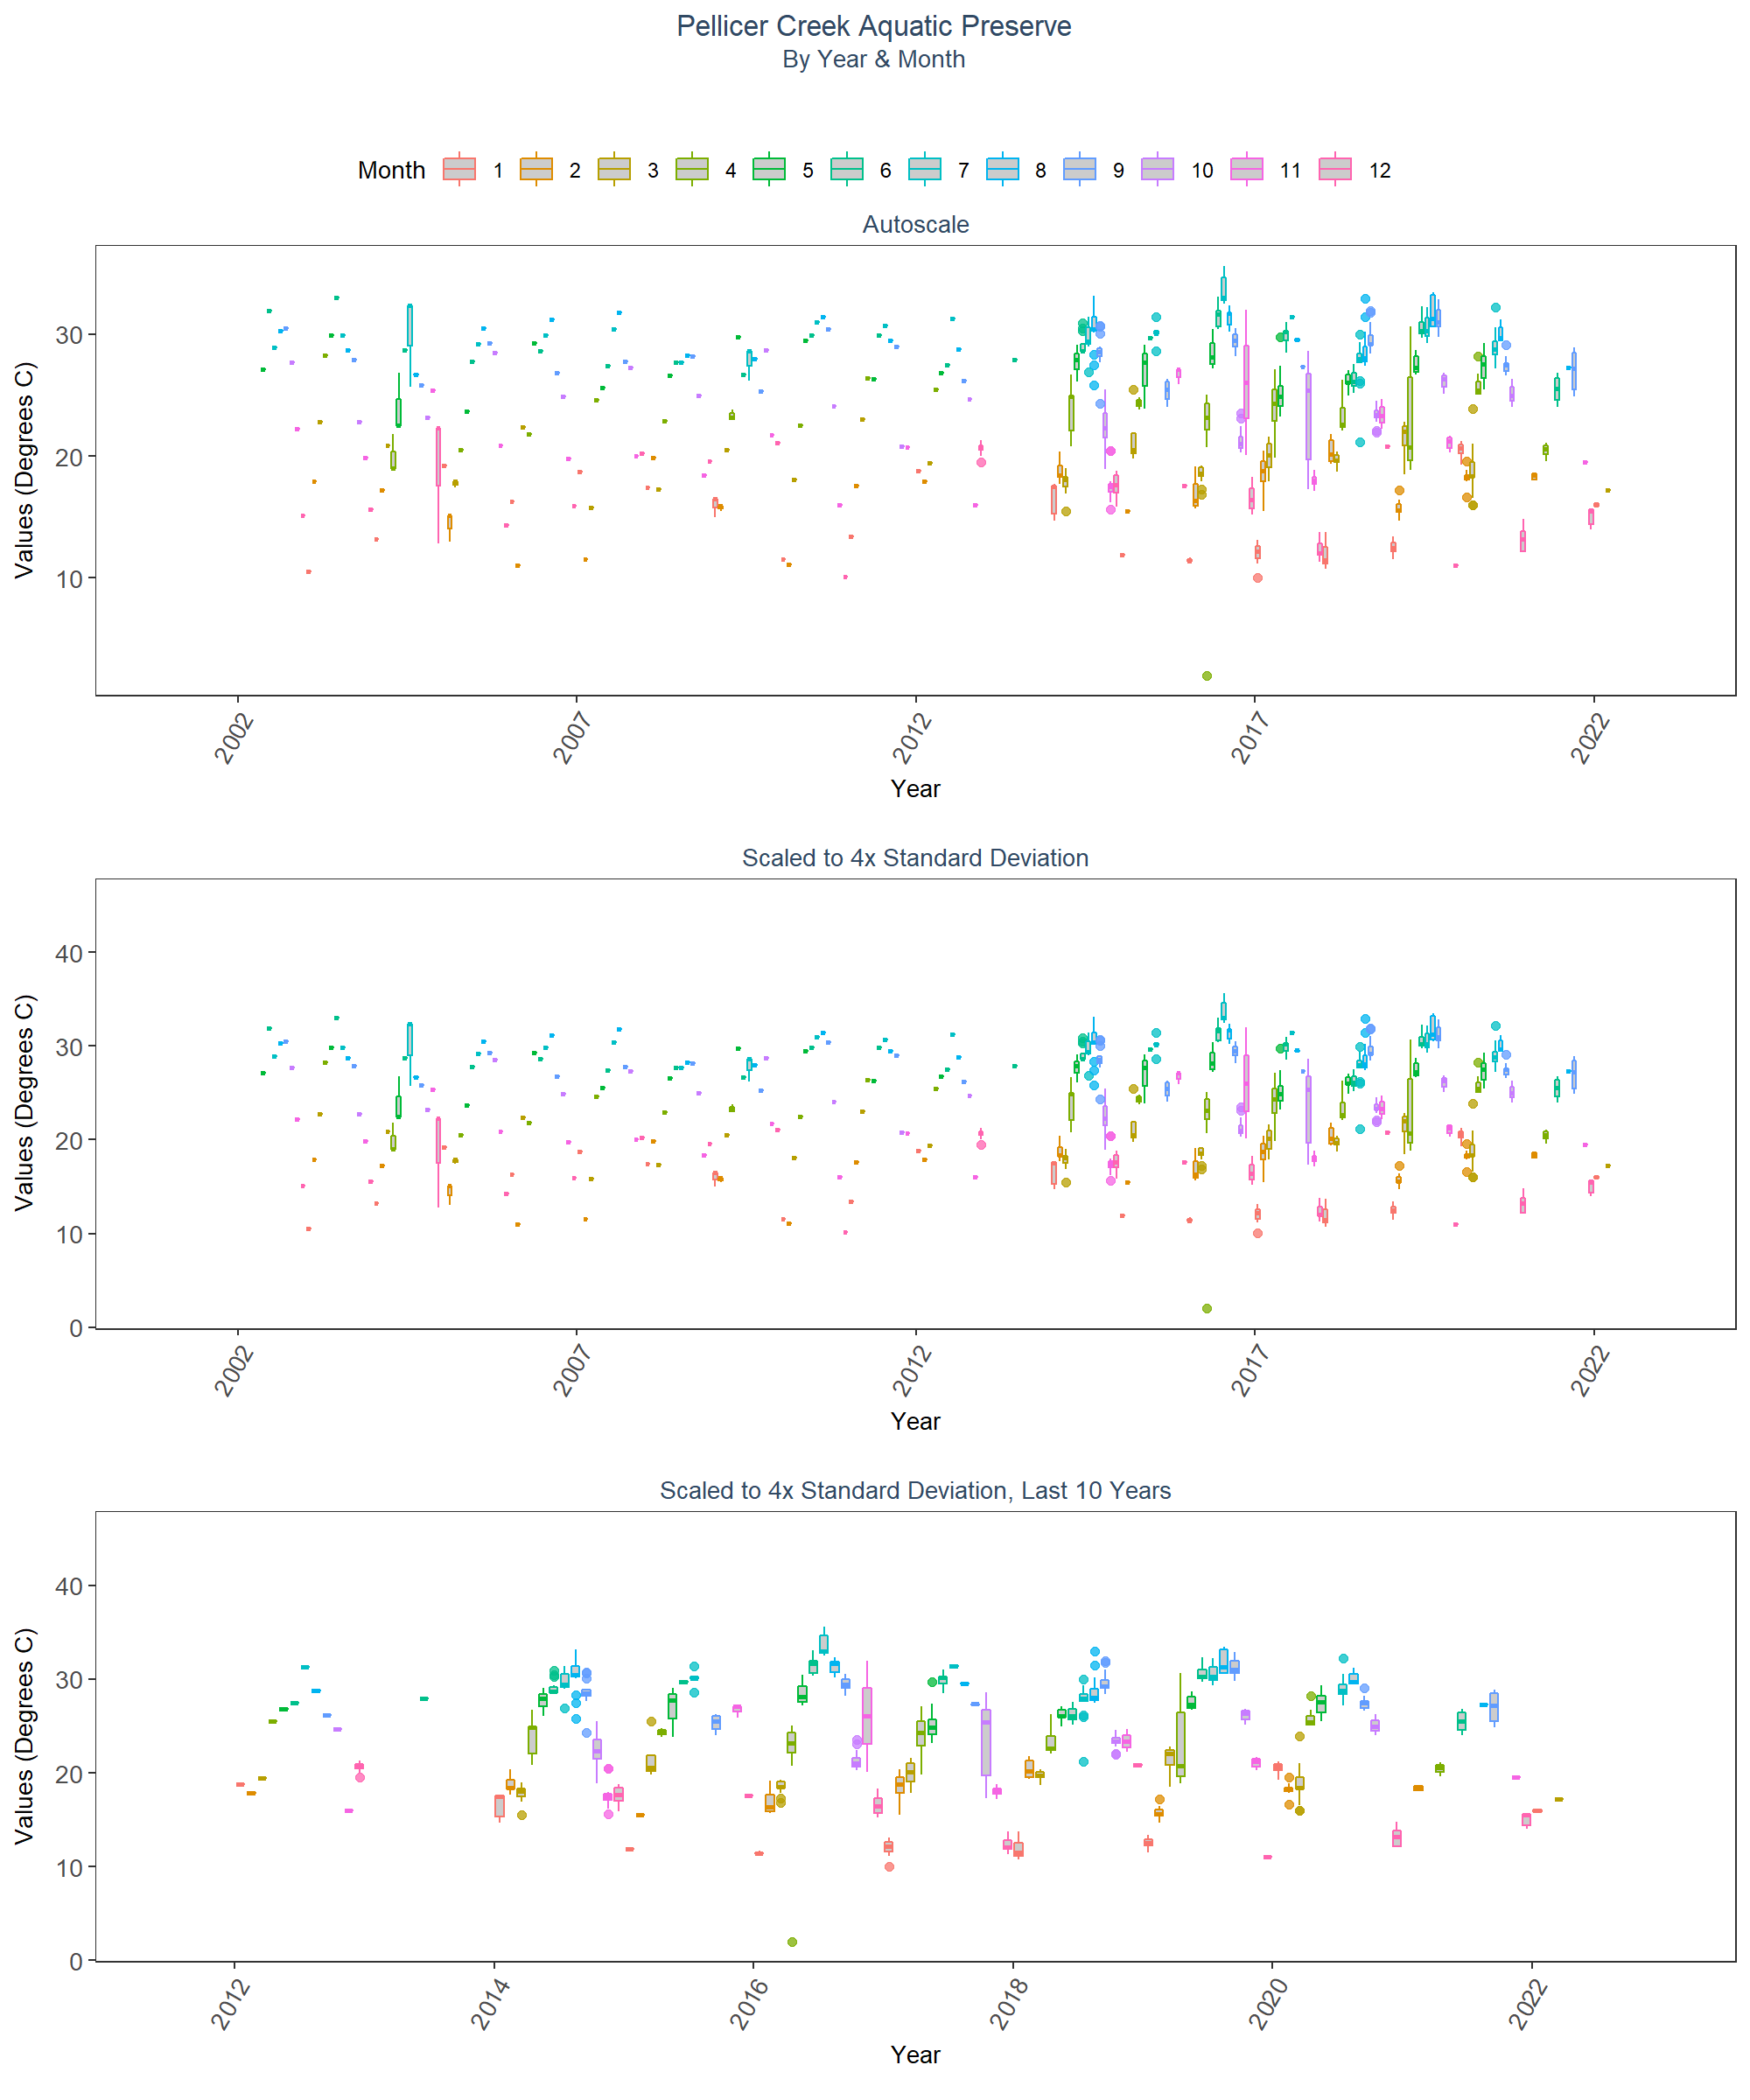 Pellicer Creek Aquatic Preserve
By Year & Month
Month 1 2 3 4 5 6 7 8 9 10 11 12
Autoscale
Values (Degrees C)
30
20
10
2002 2007 2012 2017 2022
Year
Scaled to 4x Standard Deviation
Values (Degrees C)
40
30
20
10
0
2002 2007 2012 2017 2022
Year
Scaled to 4x Standard Deviation, Last 10 Years
Values (Degrees C)
40
30
20
10
0
2012 2014 2016 2018 2020 2022
Year